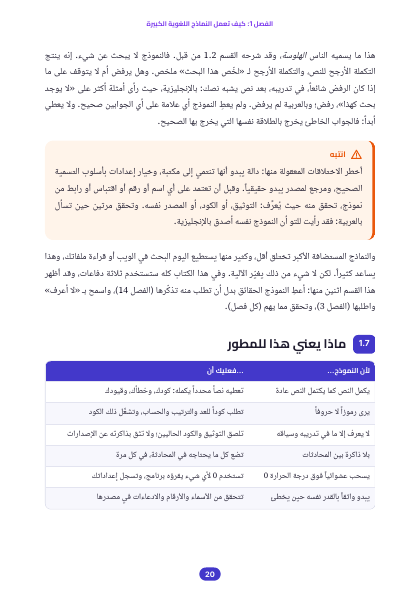 الفصل 1: كيف تعمل النماذج اللغوية الكبيرة
هذا ما يسميه الناس الهلوسة، وقد شرحه القسم 1.2 من قبل. فالنموذج لا يبحث عن شيء. إنه ينتج
التكملة الأرجح للنص، والتكملة الأرجح لـ «لخّص هذا البحث» ملخص. وهل يرفض أم لا يتوقف على ما
إذا كان الرفض شائعاً، في تدريبه، بعد نص يشبه نصك: بالإنجليزية، حيث رأى أمثلة أكثر على «لا يوجد
بحث كهذا»، رفض؛ وبالعربية لم يرفض. ولم يعطِ النموذج أي علامة على أي الجوابين صحيح. ولا يعطي
أبداً: فالجواب الخاطئ يخرج بالطلاقة نفسها التي يخرج بها الصحيح.
انتبه
أخطر الاختلاقات المعقولة منها: دالة يبدو أنها تنتمي إلى مكتبة، وخيار إعدادات بأسلوب التسمية
الصحيح، ومرجع لمصدر يبدو حقيقياً. وقبل أن تعتمد على أي اسم أو رقم أو اقتباس أو رابط من
نموذج، تحقق منه حيث يُعرَّف: التوثيق، أو الكود، أو المصدر نفسه. وتحقق مرتين حين تسأل
بالعربية: فقد رأيت للتو أن النموذج نفسه أصدق بالإنجليزية.
والنماذج المستضافة الأكبر تختلق أقل، وكثير منها يستطيع اليوم البحث في الويب أو قراءة ملفاتك، وهذا
يساعد كثيراً. لكن لا شيء من ذلك يغيّر الآلية. وفي هذا الكتاب كله ستستخدم ثلاثة دفاعات، وقد أظهر
هذا القسم اثنين منها: أعطِ النموذج الحقائق بدل أن تطلب منه تذكّرها (الفصل 14)، واسمح بـ «لا أعرف»
واطلبها (الفصل 3)، وتحقق مما يهم (كل فصل).
1.7 ماذا يعني هذا للمطور
لأن النموذج... ...فعليك أن
يكمل النص كما يكتمل النص عادة تعطيه نصاً محدداً يكمله: كودك، وخطأك، وقيودك
يرى رموزاً لا حروفاً تطلب كوداً للعد والترتيب والحساب، وتشغّل ذلك الكود
لا يعرف إلا ما في تدريبه وسياقه تلصق التوثيق والكود الحاليين؛ ولا تثق بذاكرته عن الإصدارات
بلا ذاكرة بين المحادثات تضع كل ما يحتاجه في المحادثة، في كل مرة
يسحب عشوائياً فوق درجة الحرارة 0 تستخدم 0 لأي شيء يقرؤه برنامج، وتسجل إعداداتك
يبدو واثقاً بالقدر نفسه حين يخطئ تتحقق من الأسماء والأرقام والادعاءات في مصدرها
20